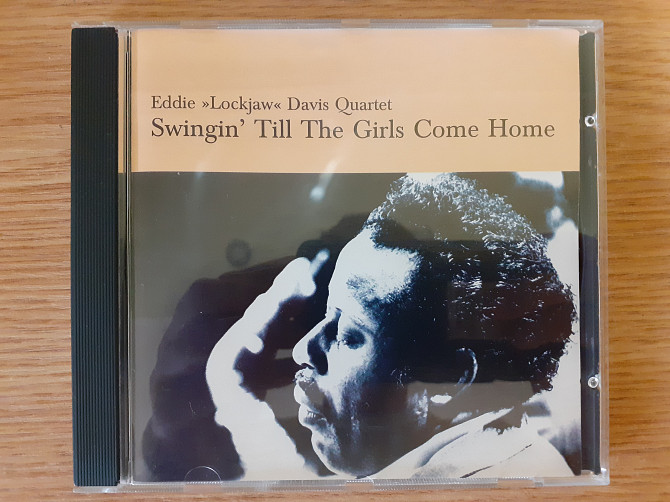 Eddie »Lockjaw« Davis Quartet
Swingin’ Till The Girls Come Home